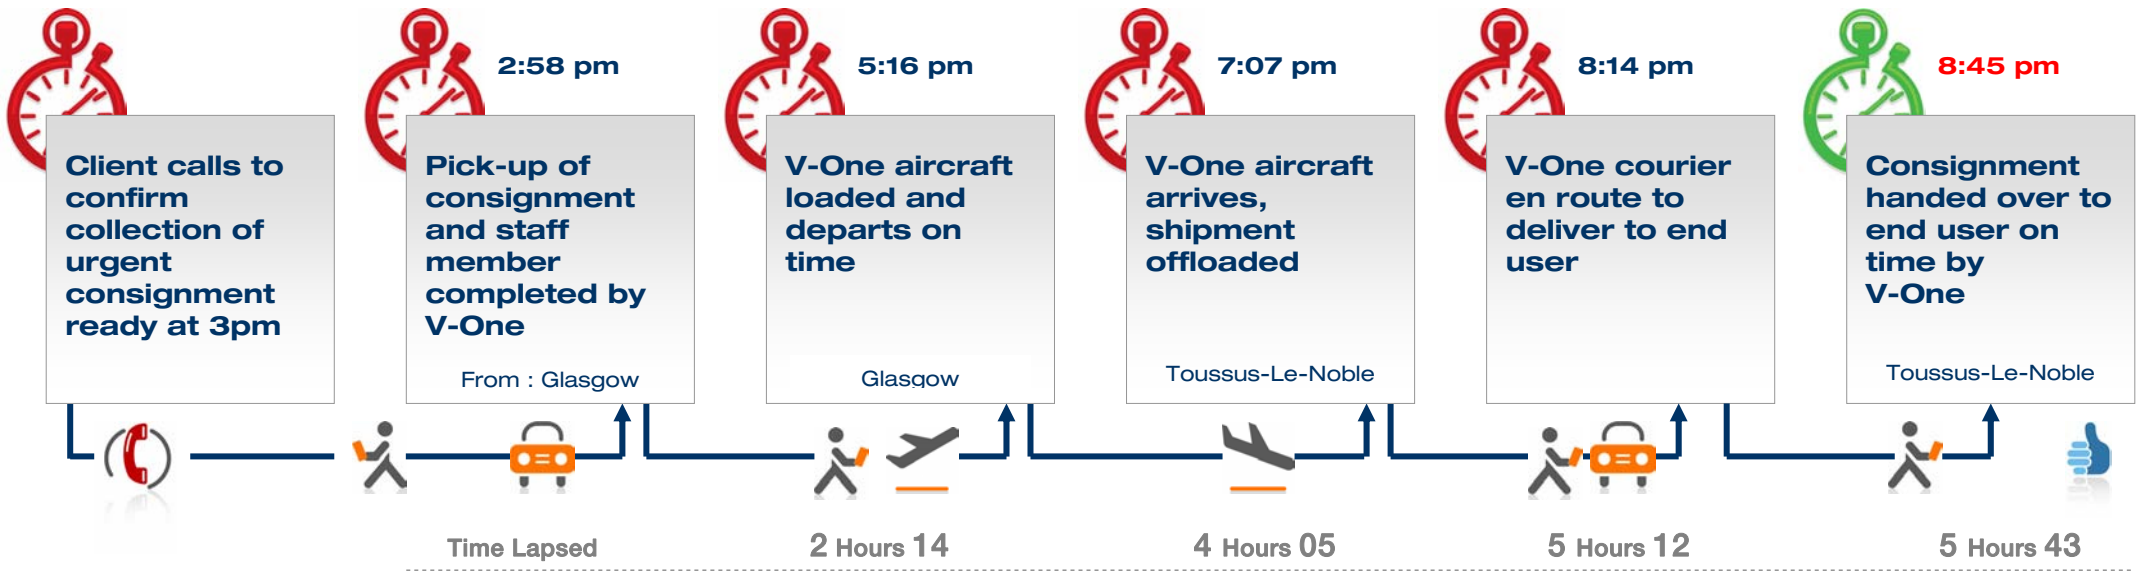 2:58 pm
5:16 pm
7:07 pm
8:14 pm
8:45 pm
Client calls to
confirm
collection of
urgent
consignment
ready at 3pm
Pick-up of
consignment
and staff
member
completed by
V-One
From : Glasgow
V-One aircraft
loaded and
departs on
time
Glasgow
V-One aircraft
arrives,
shipment
offloaded
Toussus-Le-Noble
V-One courier
en route to
deliver to end
user
Consignment
handed over to
end user on
time by
V-One
Toussus-Le-Noble
Time Lapsed
2 Hours 14
4 Hours 05
5 Hours 12
5 Hours 43